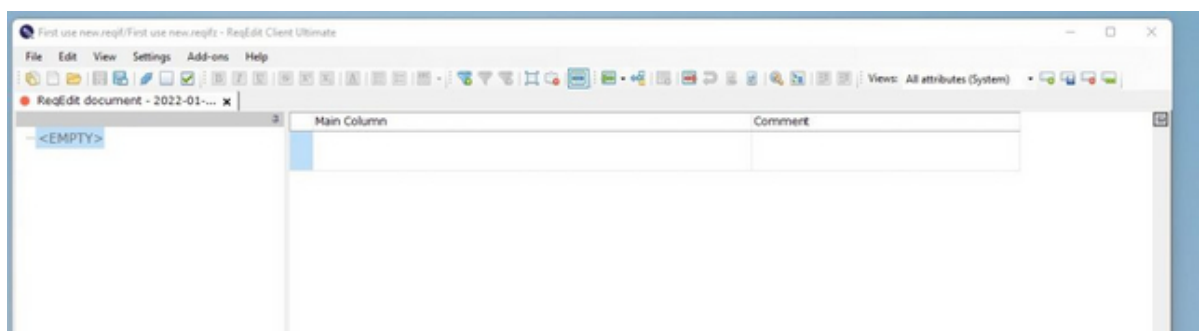 First use new.reqif/First use new.reqifz - ReqEdit Client Ultimate
File Edit View Settings Add-ons Help
Views: All attributes (System)
ReqEdit document - 2022-01-... x
Main Column Comment
<EMPTY>